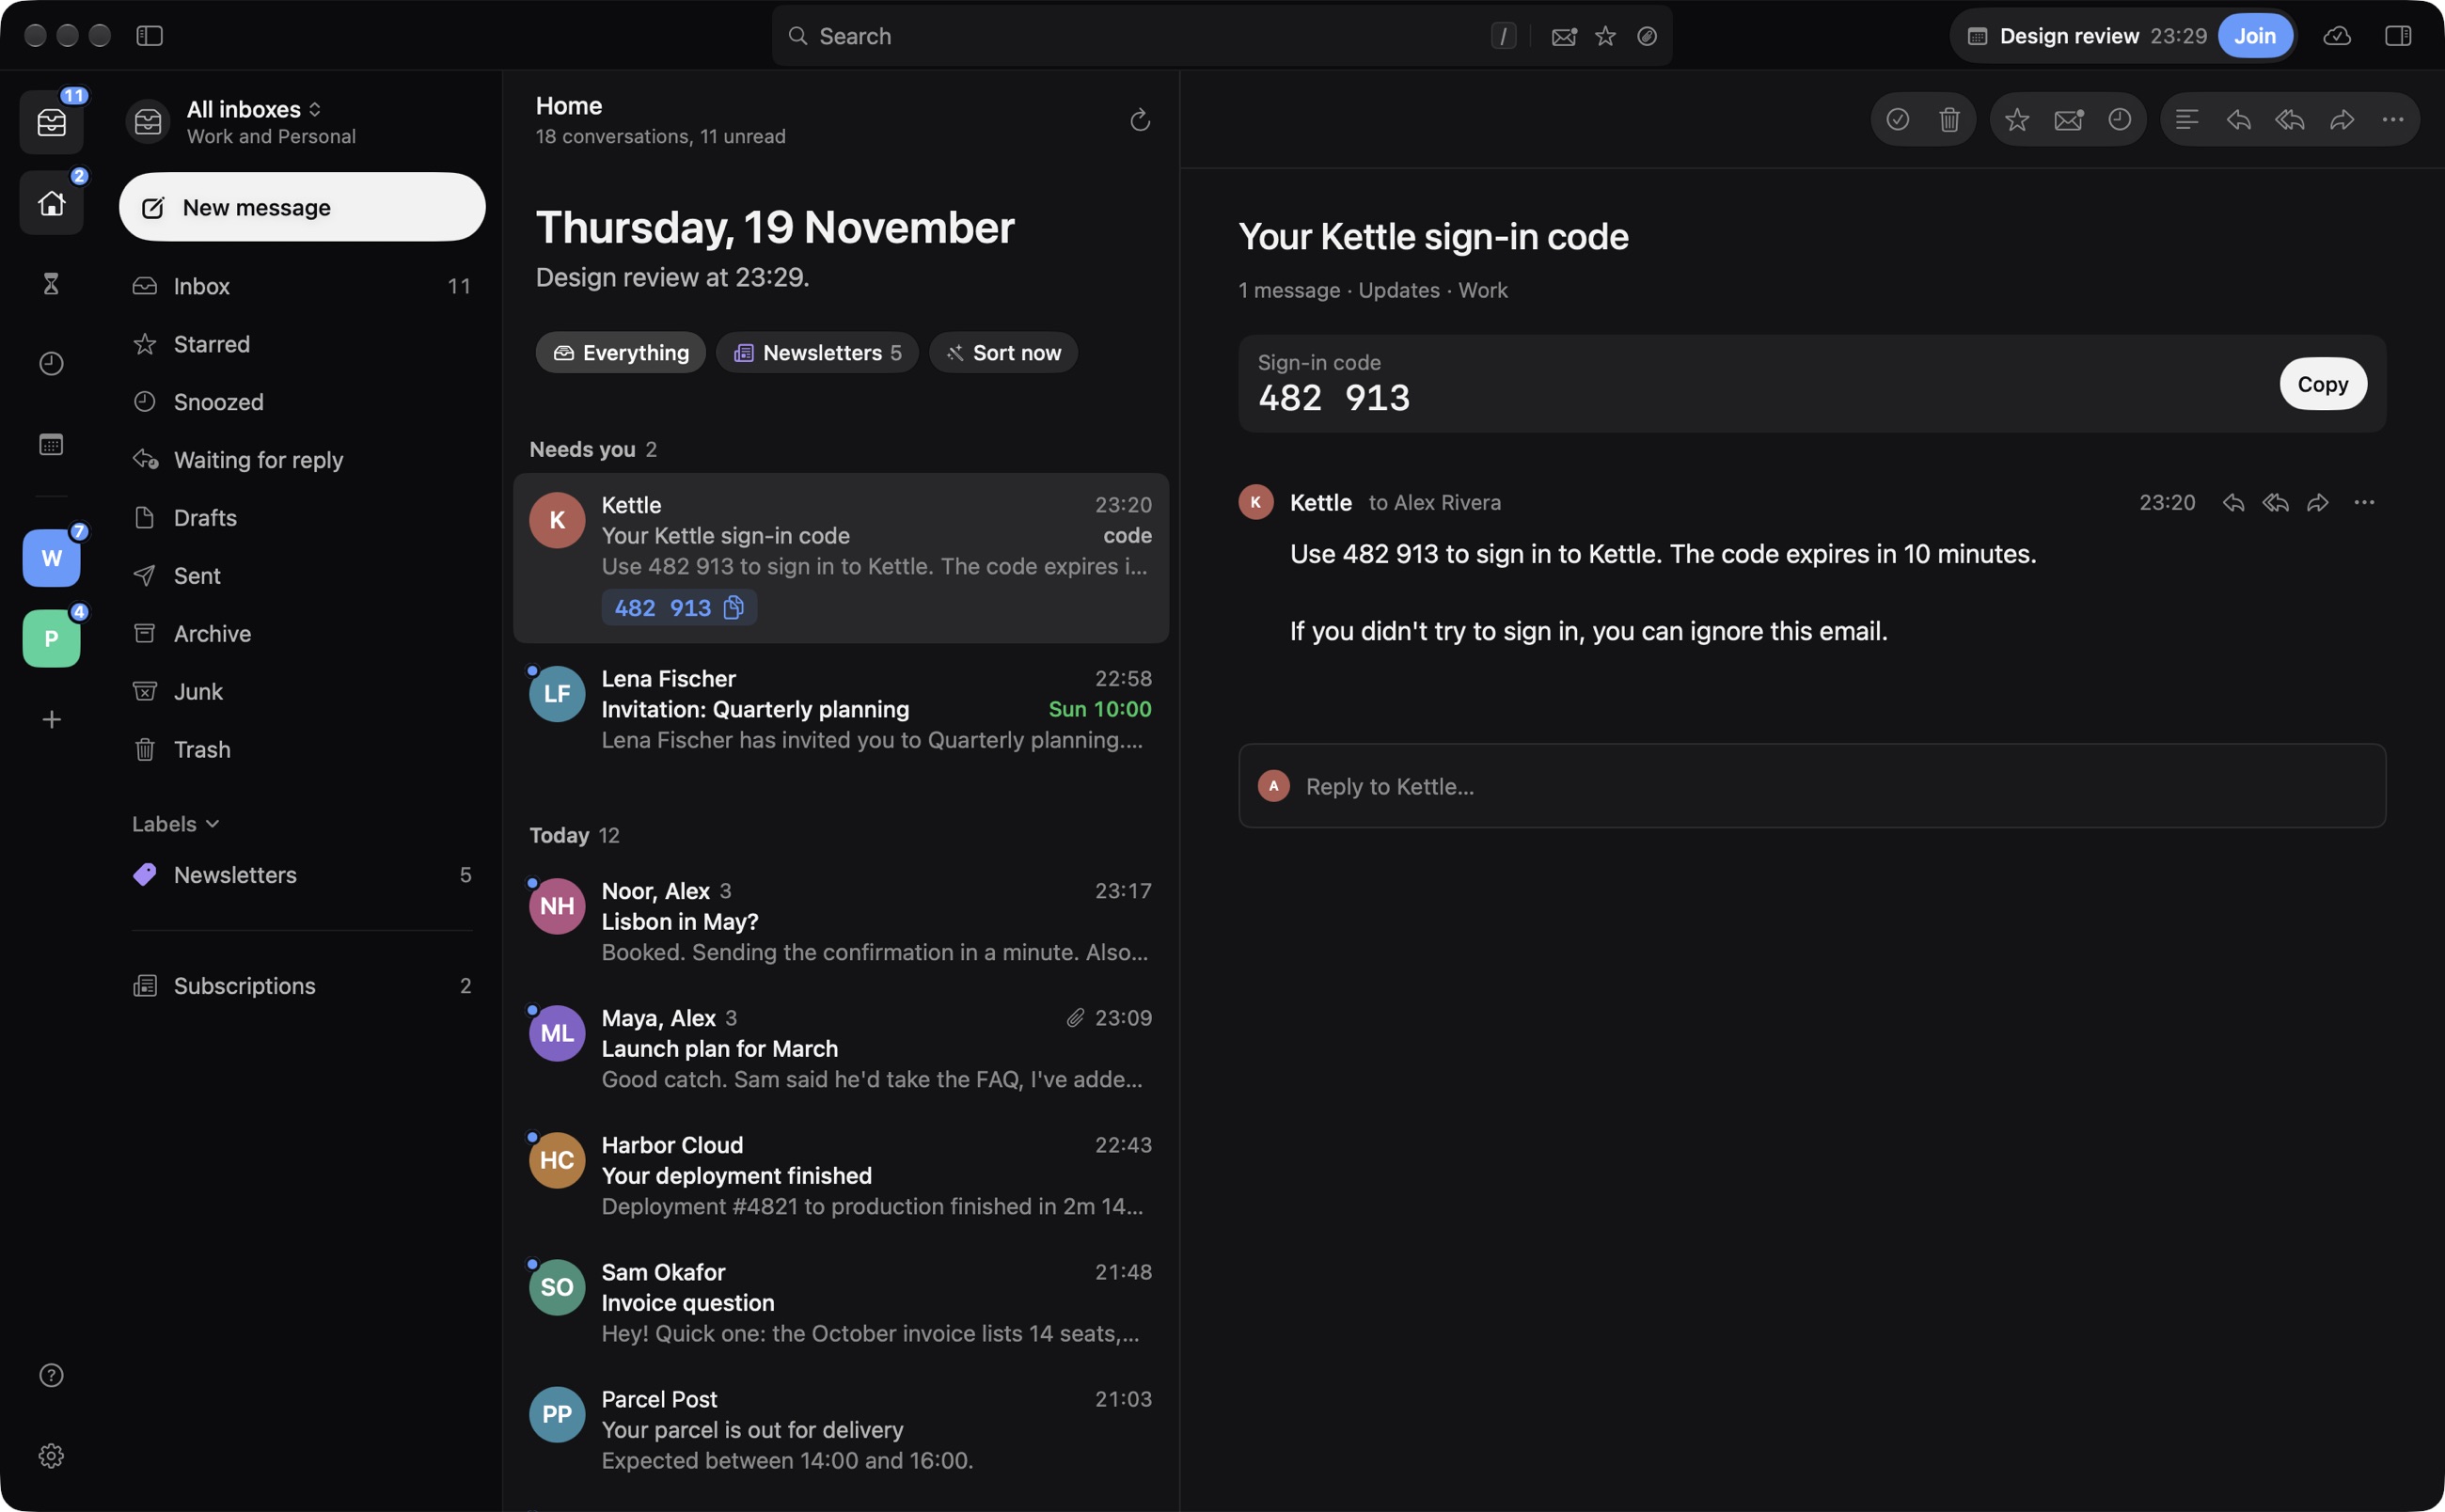 Search
/
Design review 23:29
Join
11
2
7
W
4
P
All inboxes
Work and Personal
New message
Inbox 11
Starred
Snoozed
Waiting for reply
Drafts
Sent
Archive
Junk
Trash
Labels
Newsletters 5
Subscriptions 2
Home
18 conversations, 11 unread
Thursday, 19 November
Design review at 23:29.
Everything
Newsletters 5
Sort now
Needs you 2
K
Kettle 23:20
Your Kettle sign-in code code
Use 482 913 to sign in to Kettle. The code expires i...
482 913
LF
Lena Fischer 22:58
Invitation: Quarterly planning Sun 10:00
Lena Fischer has invited you to Quarterly planning....
Today 12
NH
Noor, Alex 3 23:17
Lisbon in May?
Booked. Sending the confirmation in a minute. Also...
ML
Maya, Alex 3 23:09
Launch plan for March
Good catch. Sam said he'd take the FAQ, I've adde...
HC
Harbor Cloud 22:43
Your deployment finished
Deployment #4821 to production finished in 2m 14...
SO
Sam Okafor 21:48
Invoice question
Hey! Quick one: the October invoice lists 14 seats,...
PP
Parcel Post 21:03
Your parcel is out for delivery
Expected between 14:00 and 16:00.
Your Kettle sign-in code
1 message · Updates · Work
Sign-in code
482 913
Copy
K
Kettle to Alex Rivera 23:20
Use 482 913 to sign in to Kettle. The code expires in 10 minutes.
If you didn't try to sign in, you can ignore this email.
A
Reply to Kettle...